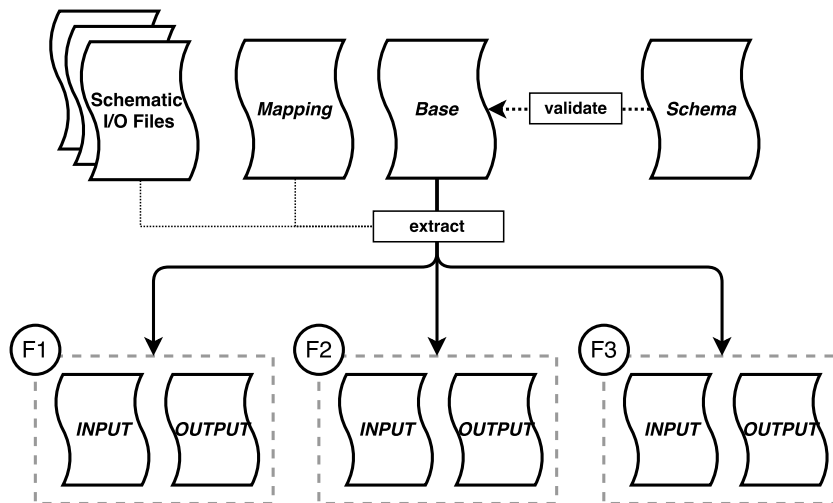 Schematic
I/O Files
Mapping
Base
validate
Schema
extract
F1
F2
F3
INPUT
OUTPUT
INPUT
OUTPUT
INPUT
OUTPUT